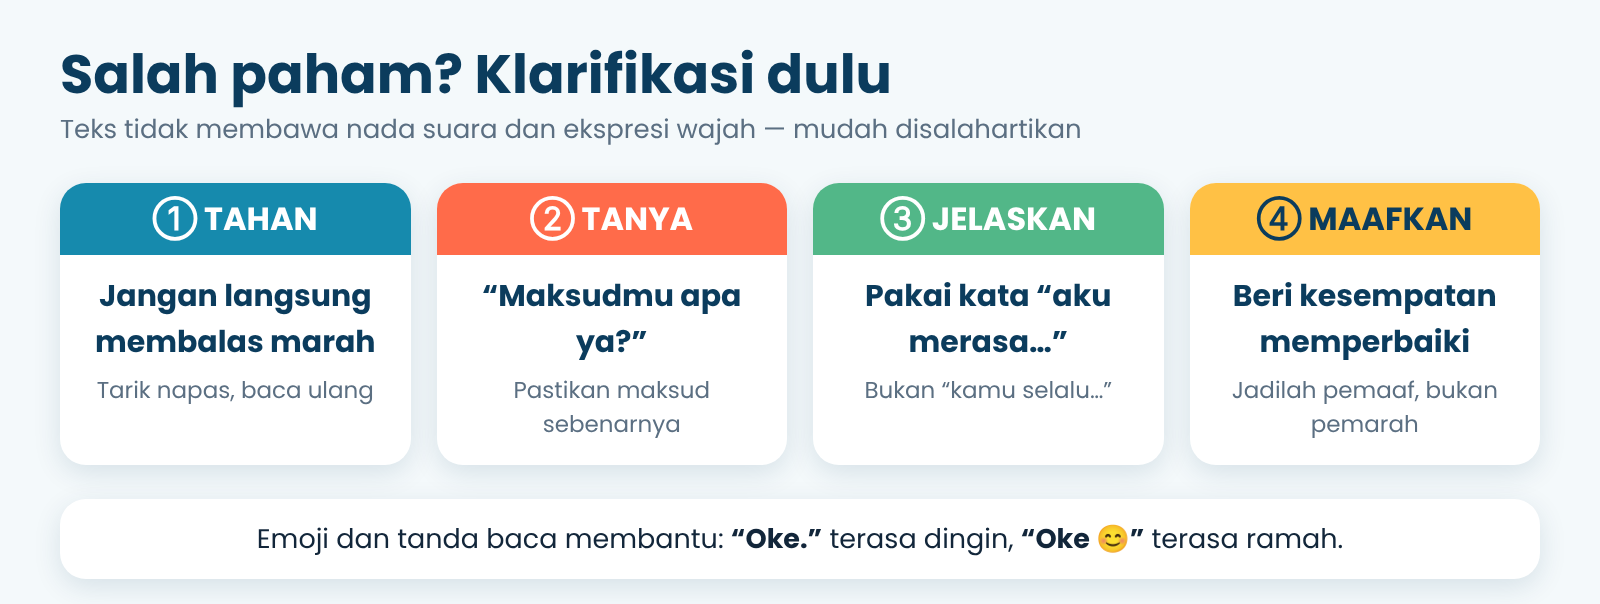 Salah paham? Klarifikasi dulu
Teks tidak membawa nada suara dan ekspresi wajah — mudah disalahartikan
① TAHAN
Jangan langsung
membalas marah
Tarik napas, baca ulang
② TANYA
“Maksudmu apa
ya?”
Pastikan maksud
sebenarnya
③ JELASKAN
Pakai kata “aku
merasa…”
Bukan “kamu selalu…”
④ MAAFKAN
Beri kesempatan
memperbaiki
Jadilah pemaaf, bukan
pemarah
Emoji dan tanda baca membantu: “Oke.” terasa dingin, “Oke 😊” terasa ramah.